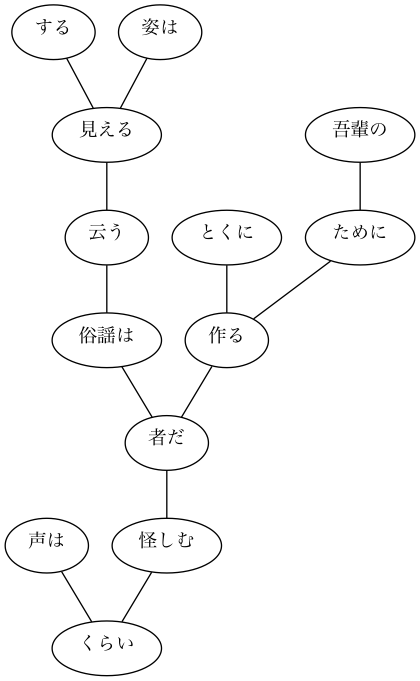 する
姿は
見える
吾輩の
云う
とくに
ために
俗謡は
作る
者だ
声は
怪しむ
くらい